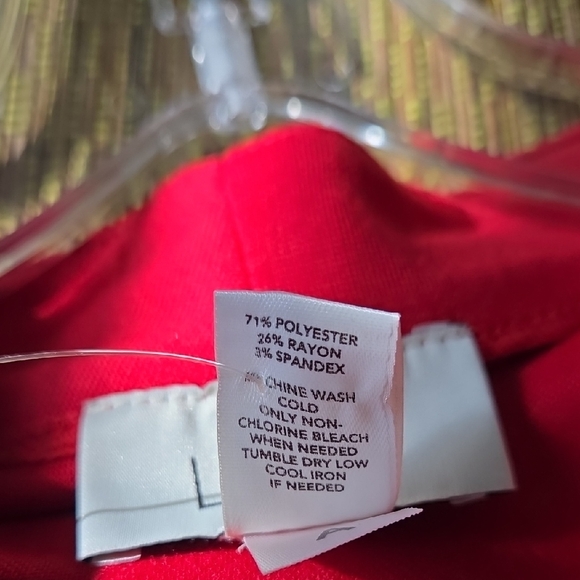 71% POLYESTER
26% RAYON
3% SPANDEX
CHINE WASH
COLD
ONLY NON-
CHLORINE BLEACH
WHEN NEEDED
TUMBLE DRY LOW
COOL IRON
IF NEEDED
L